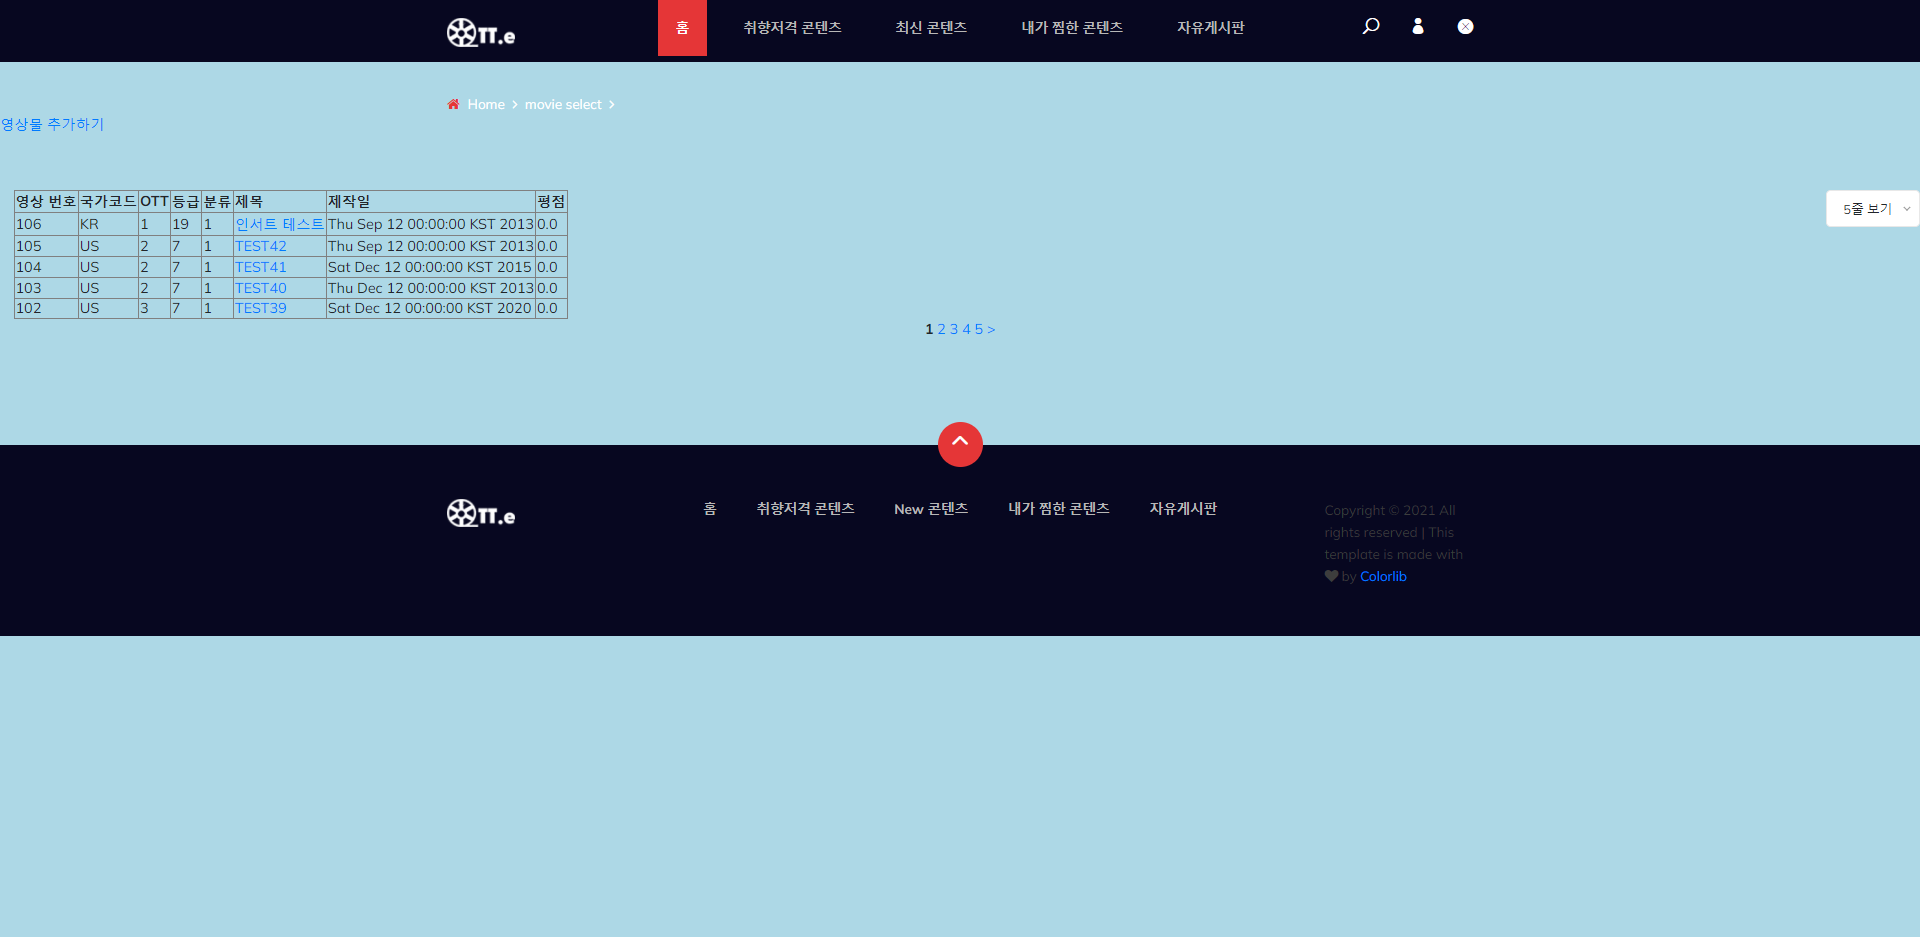 TT.e 홈 취향저격 콘텐츠 최신 콘텐츠 내가 찜한 콘텐츠 자유게시판
Home movie select
영상물 추가하기
영상 번호 국가코드 OTT 등급 분류 제목 제작일 평점
5줄 보기
106 KR 1 19 1 인서트 테스트 Thu Sep 12 00:00:00 KST 2013 0.0
105 US 2 7 1 TEST42 Thu Sep 12 00:00:00 KST 2013 0.0
104 US 2 7 1 TEST41 Sat Dec 12 00:00:00 KST 2015 0.0
103 US 2 7 1 TEST40 Thu Dec 12 00:00:00 KST 2013 0.0
102 US 3 7 1 TEST39 Sat Dec 12 00:00:00 KST 2020 0.0
1 2 3 4 5 >
TT.e 홈 취향저격 콘텐츠 New 콘텐츠 내가 찜한 콘텐츠 자유게시판
Copyright © 2021 All
rights reserved | This
template is made with
♥ by Colorlib